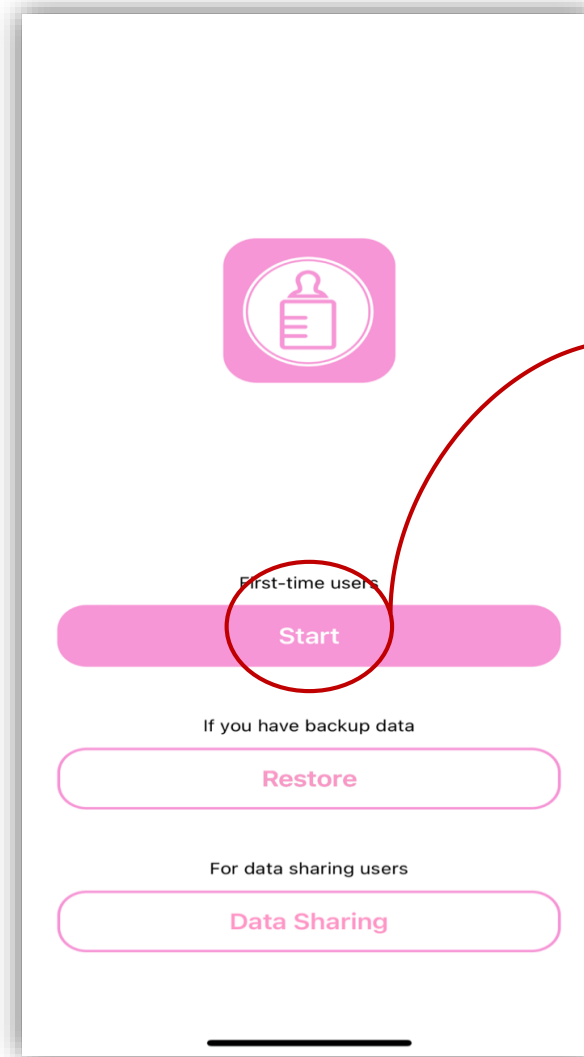 First-time users
Start
If you have backup data
Restore
For data sharing users
Data Sharing